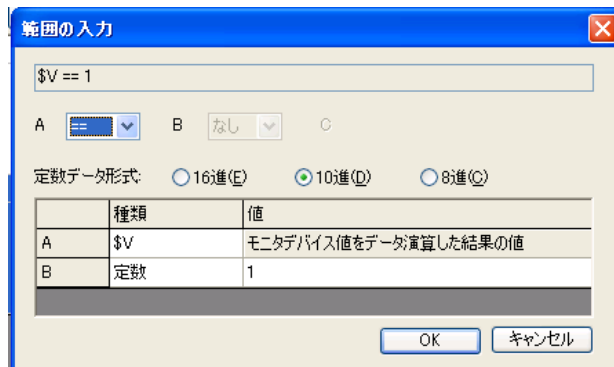 範囲の入力
$V == 1
A == B なし C
定数データ形式: 16進(E) 10進(D) 8進(C)
種類 値
A $V モニタデバイス値をデータ演算した結果の値
B 定数 1
OK キャンセル